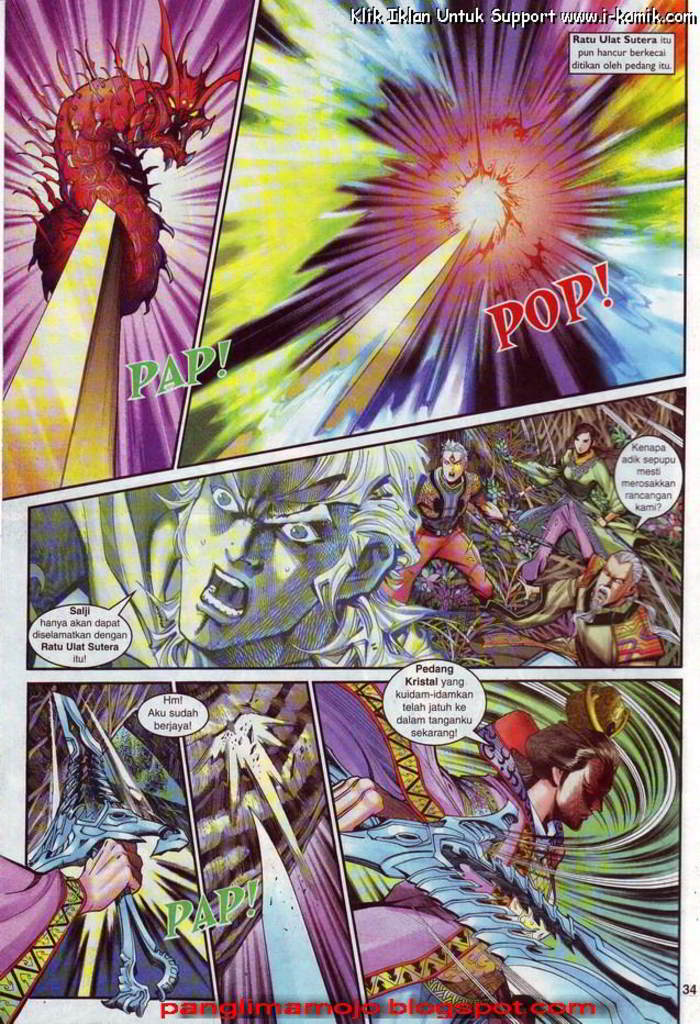 Klik Iklan Untuk Support www.i-kamik.com
Ratu Ulat Sutera itu
pun hancur berkecai
ditikan oleh pedang itu.
PAP!
POP!
Kenapa
adik sepupu
mesti
merosakkan
rancangan
kami?
Salji
hanya akan dapat
diselamatkan dengan
Ratu Ulat Sutera
itu!
Hm!
Aku sudah
berjaya!
PAP!
Pedang
Kristal yang
kuidam-idamkan
telah jatuh ke
dalam tanganku
sekarang!
34
panglimamojo.blogspot.com